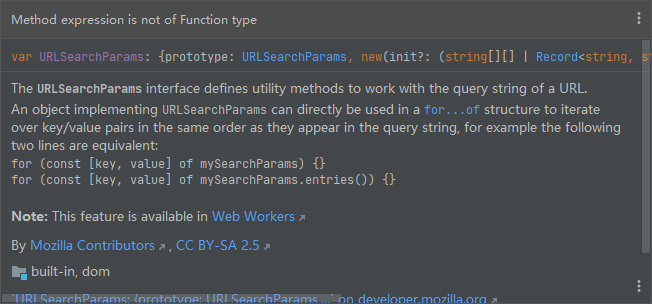 Method expression is not of Function type
var URLSearchParams: {prototype: URLSearchParams, new(init?: (string[][] | Record<string, s
The URLSearchParams interface defines utility methods to work with the query string of a URL.
An object implementing URLSearchParams can directly be used in a for...of structure to iterate
over key/value pairs in the same order as they appear in the query string, for example the following
two lines are equivalent:
for (const [key, value] of mySearchParams) {}
for (const [key, value] of mySearchParams.entries()) {}
Note: This feature is available in Web Workers
By Mozilla Contributors, CC BY-SA 2.5
built-in, dom
`URLSearchParams: {prototype: URLSearchParams...` on developer.mozilla.org